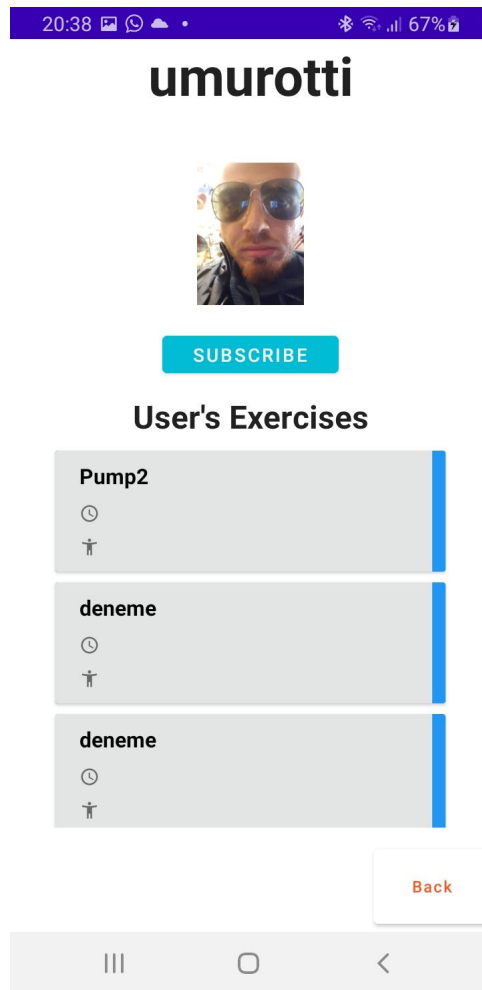 20:38 67%
umurotti
SUBSCRIBE
User's Exercises
Pump2
deneme
deneme
Back